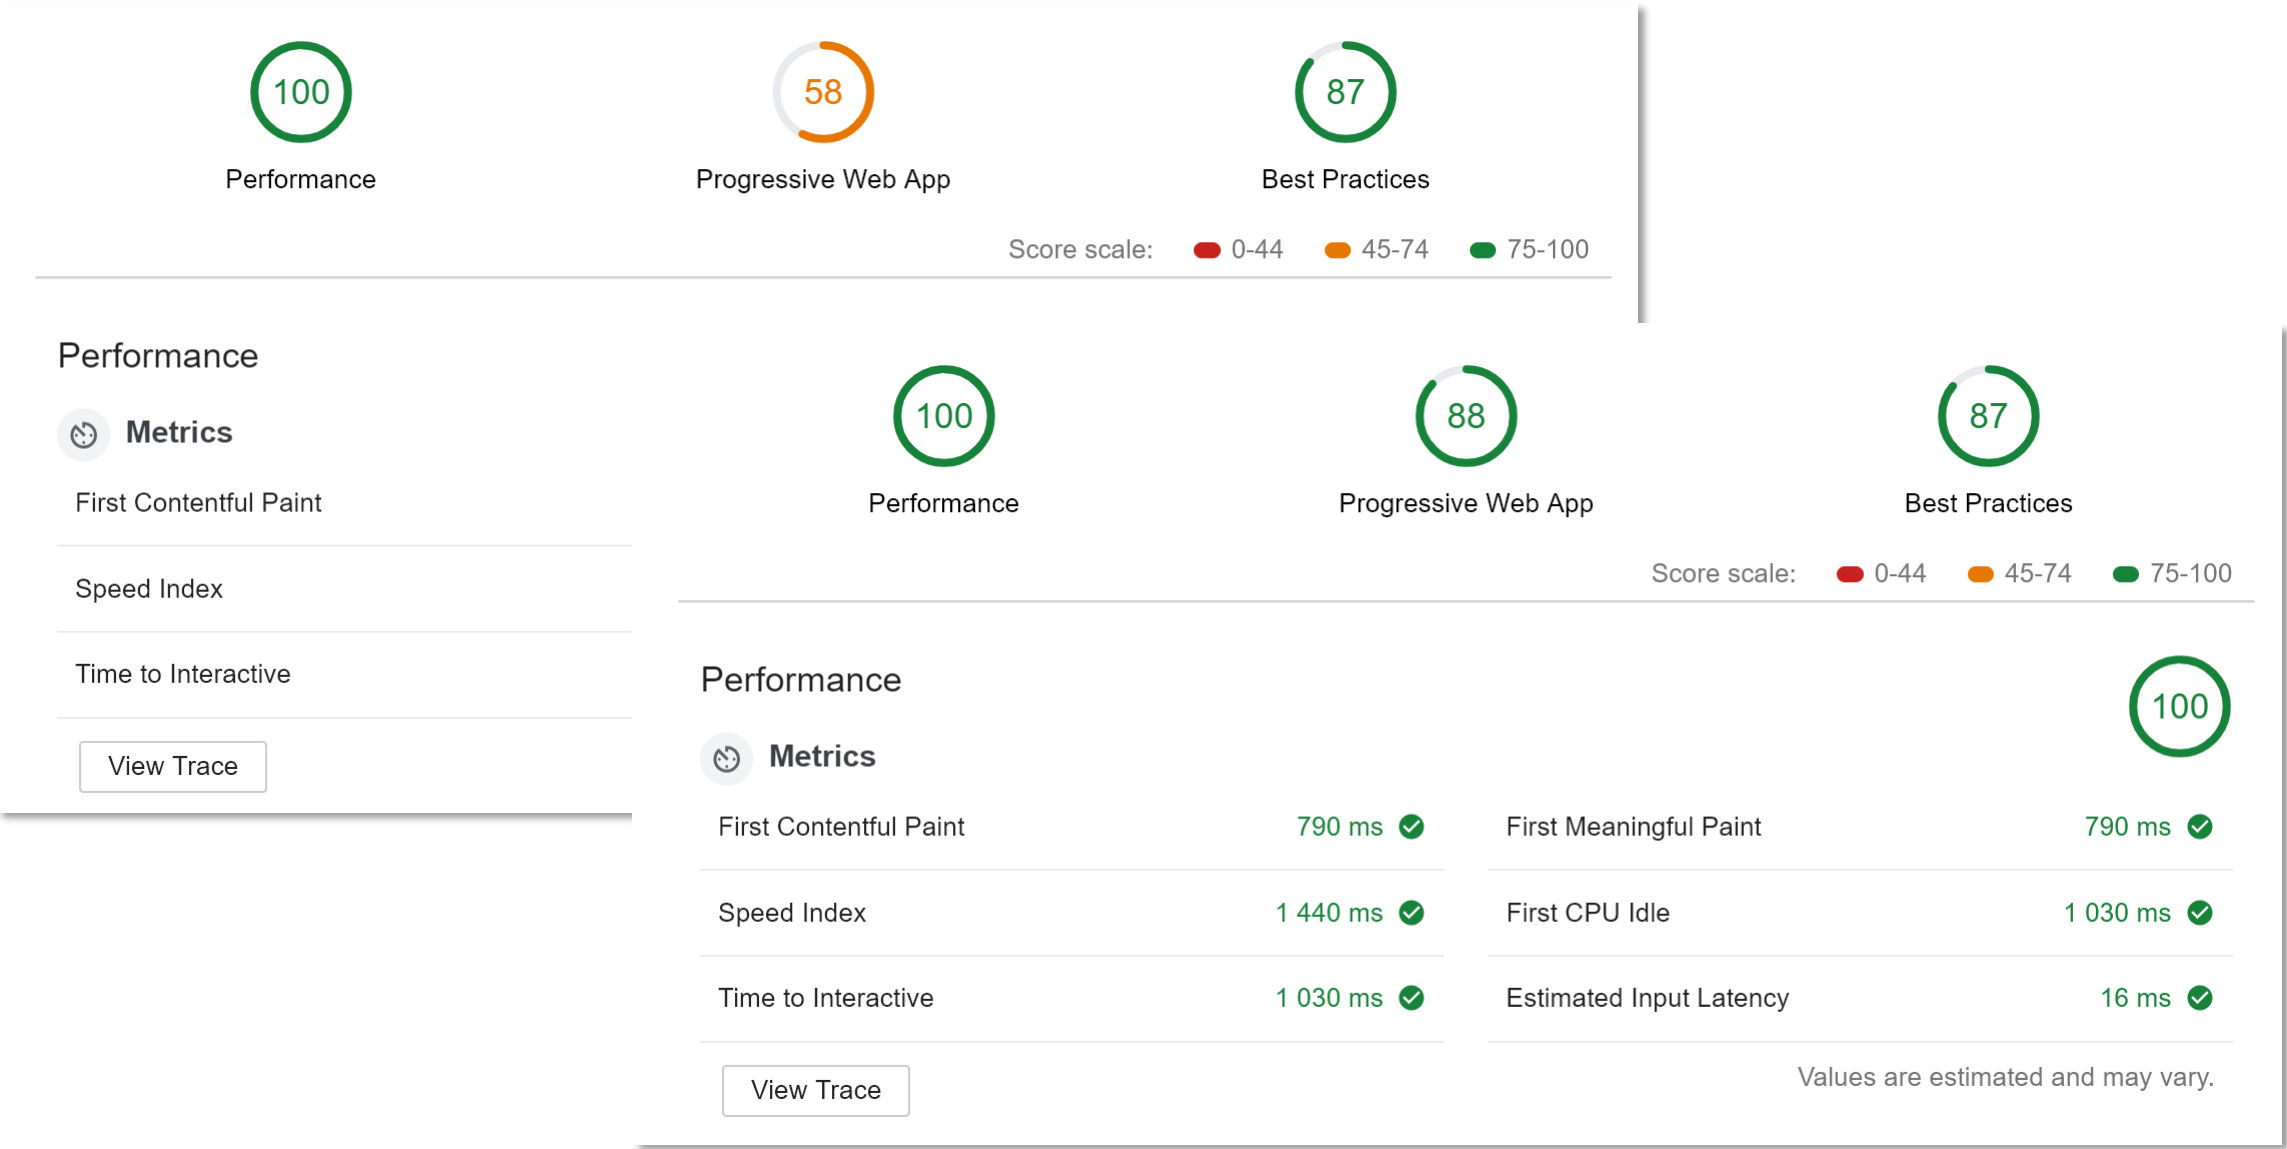 100 58 87
Performance Progressive Web App Best Practices
Score scale: 0-44 45-74 75-100
Performance
Metrics
First Contentful Paint
Speed Index
Time to Interactive
View Trace
100 88 87
Performance Progressive Web App Best Practices
Score scale: 0-44 45-74 75-100
Performance 100
Metrics
First Contentful Paint 790 ms First Meaningful Paint 790 ms
Speed Index 1 440 ms First CPU Idle 1 030 ms
Time to Interactive 1 030 ms Estimated Input Latency 16 ms
View Trace Values are estimated and may vary.